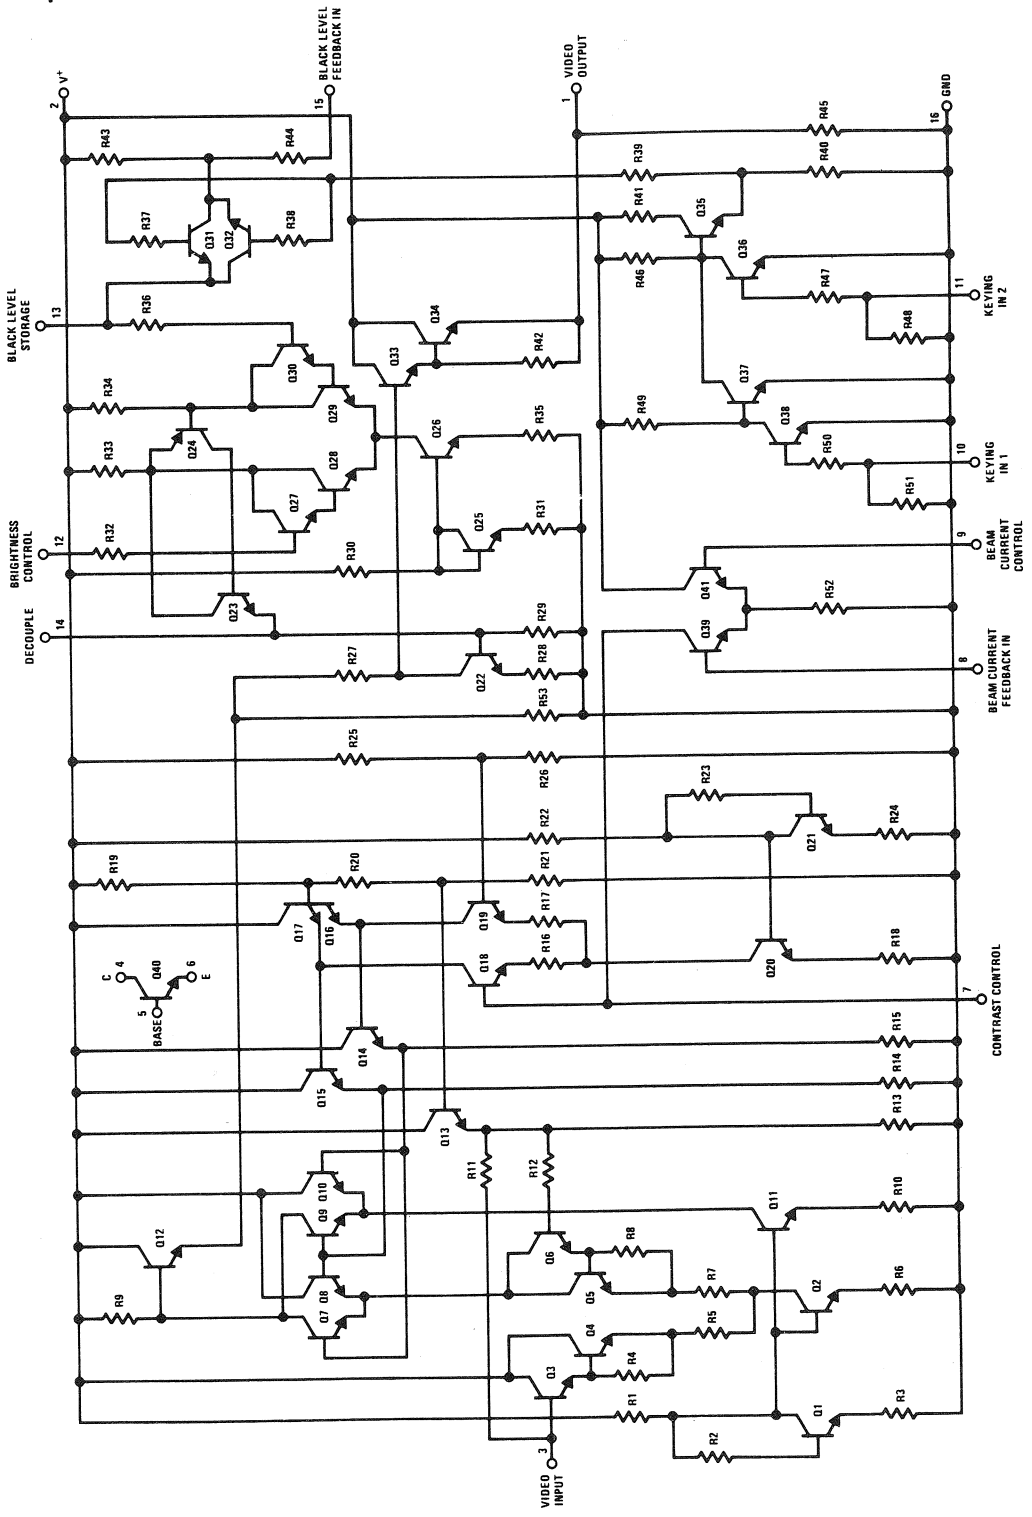 2 V+
BLACK LEVEL
FEEDBACK IN
15
VIDEO
OUTPUT
1
GND
16
R43
R44
R45
R39
R40
BLACK LEVEL
STORAGE
13
R37
Q31
Q32
R38
R41
Q35
R36
R46
Q36
R47
R48
11
KEYING
IN 2
R34
Q30
Q29
Q33
Q34
R42
Q37
R33
Q24
Q28
Q27
Q26
R35
R49
Q38
R50
R51
10
KEYING
IN 1
BRIGHTNESS
CONTROL
12
R32
R30
Q25
R31
9
BEAM
CURRENT
CONTROL
DECOUPLE
14
Q23
R29
Q41
R52
R27
Q22
R28
Q39
8
BEAM CURRENT
FEEDBACK IN
R53
R25
R26
R23
R22
Q21
R24
R19
R20
R21
Q17
Q16
Q19
R17
Q18
R16
Q20
R18
C 4
Q40
6 E
5
BASE
7
CONTRAST CONTROL
Q14
R15
Q15
R14
Q13
R13
R11
R12
Q10
Q9
Q11
R10
Q12
Q6
R8
R9
Q8
Q7
Q5
R7
Q2
R6
Q4
R5
Q3
R4
R1
R2
Q1
R3
3
VIDEO
INPUT